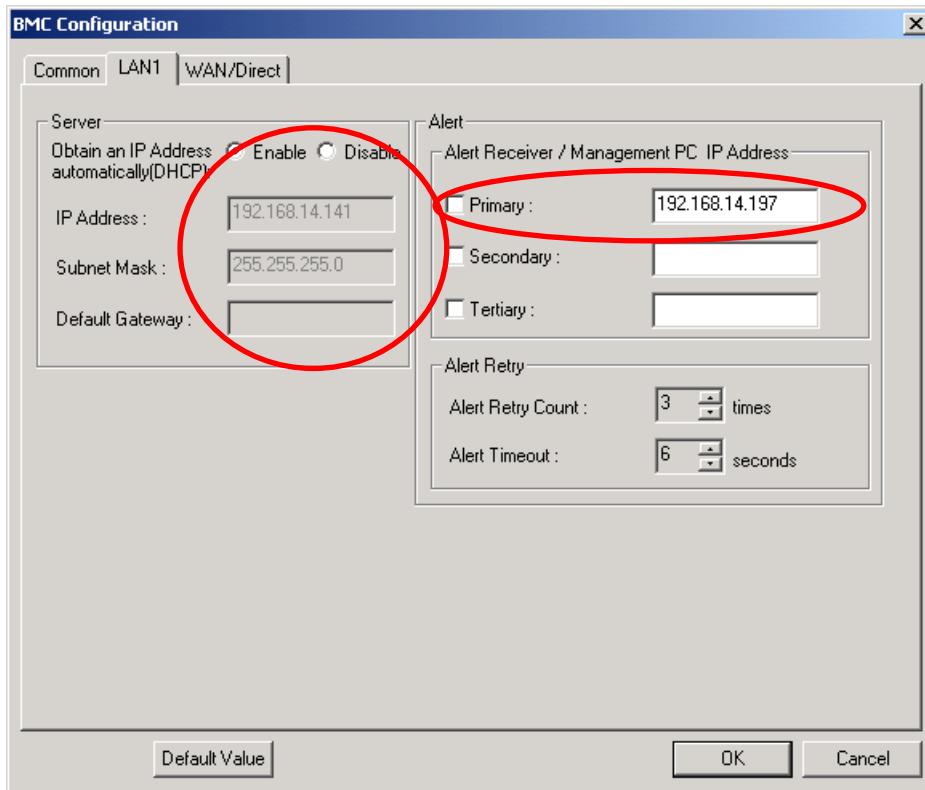 BMC Configuration
Common LAN1 WAN/Direct
Server
Obtain an IP Address automatically(DHCP): Enable Disable
IP Address : 192.168.14.141
Subnet Mask : 255.255.255.0
Default Gateway :
Alert
Alert Receiver / Management PC IP Address
Primary : 192.168.14.197
Secondary :
Tertiary :
Alert Retry
Alert Retry Count : 3 times
Alert Timeout : 6 seconds
Default Value OK Cancel